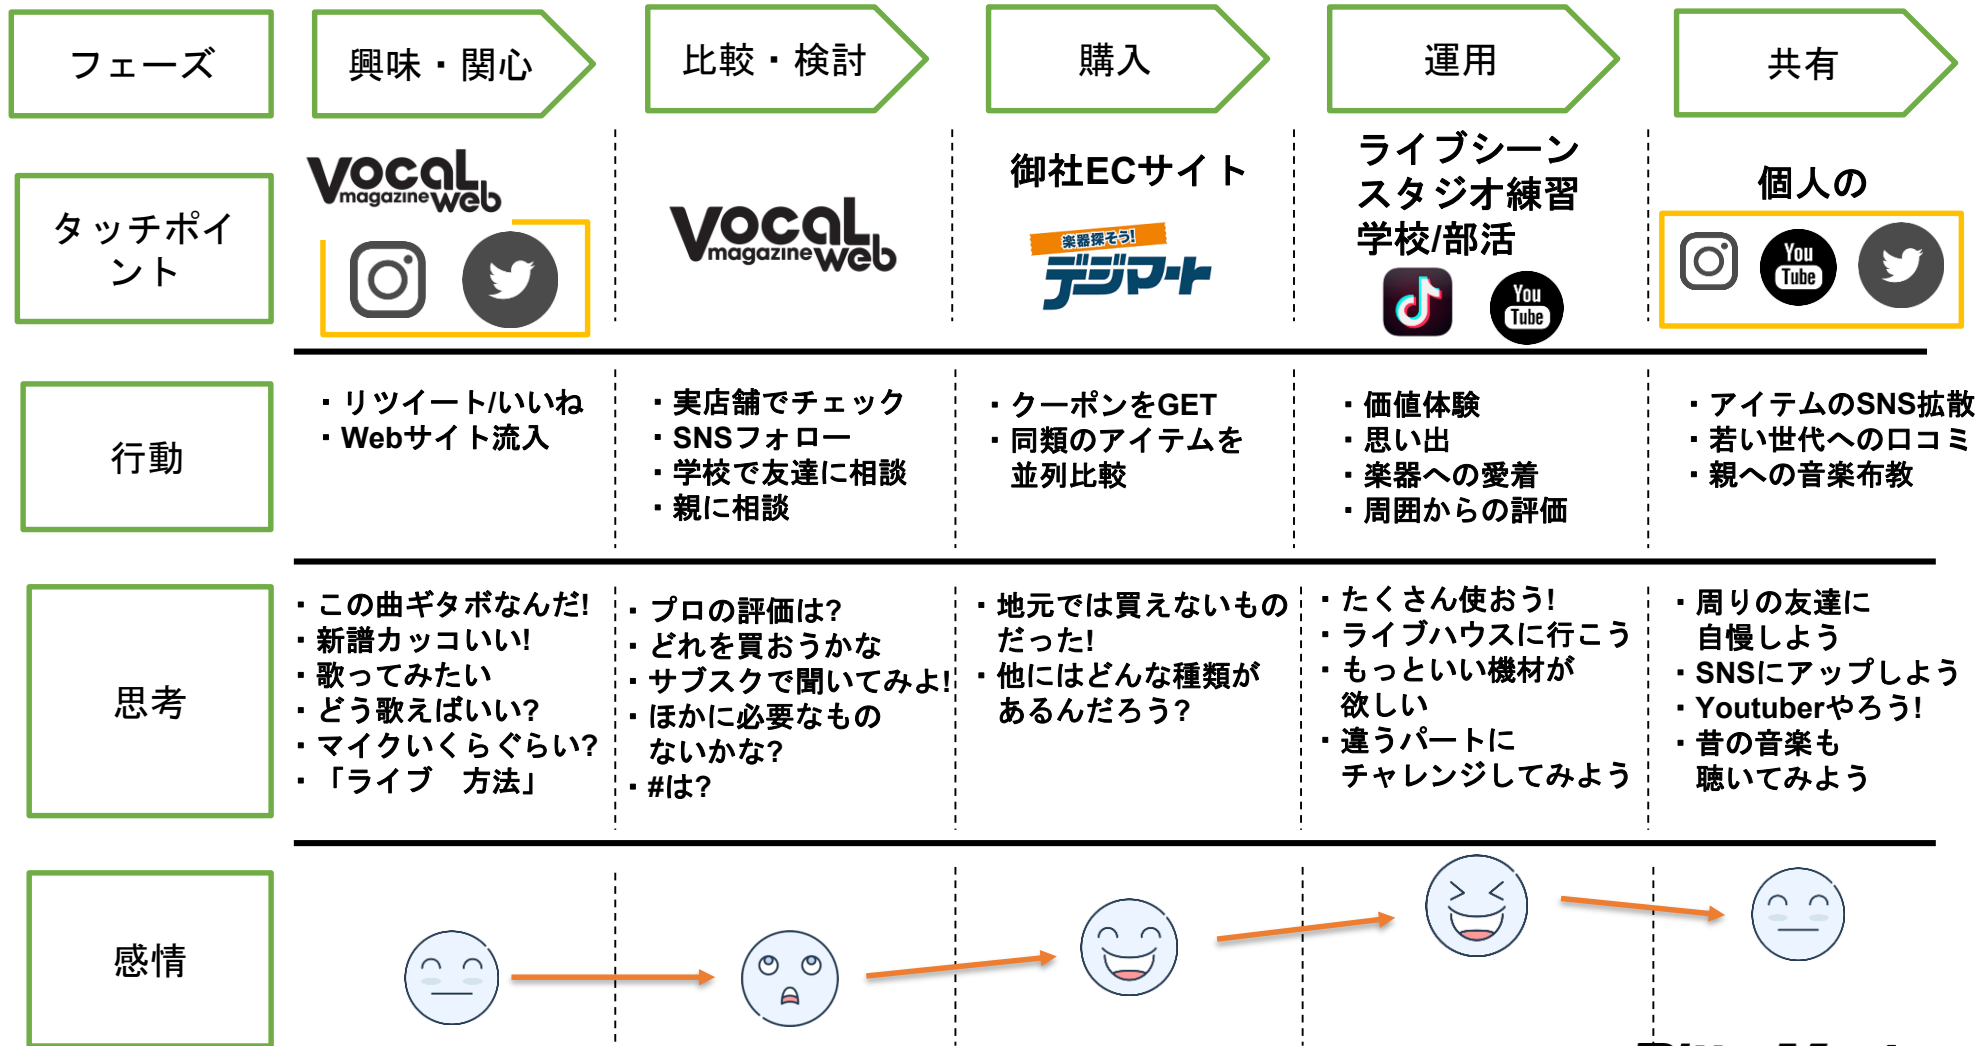 フェーズ
興味・関心
比較・検討
購入
運用
共有
タッチポイ
ント
Vocal
magazine web
Vocal
magazine web
御社ECサイト
楽器探そう!
デジマート
ライブシーン
スタジオ練習
学校/部活
You
Tube
個人の
You
Tube
行動
・リツイート/いいね
・Webサイト流入
・実店舗でチェック
・SNSフォロー
・学校で友達に相談
・親に相談
・クーポンをGET
・同類のアイテムを
並列比較
・価値体験
・思い出
・楽器への愛着
・周囲からの評価
・アイテムのSNS拡散
・若い世代への口コミ
・親への音楽布教
思考
・この曲ギタボなんだ!
・新譜カッコいい!
・歌ってみたい
・どう歌えばいい?
・マイクいくらぐらい?
・「ライブ　方法」
・プロの評価は?
・どれを買おうかな
・サブスクで聞いてみよ!
・ほかに必要なもの
ないかな?
・#は?
・地元では買えないもの
だった!
・他にはどんな種類が
あるんだろう?
・たくさん使おう!
・ライブハウスに行こう
・もっといい機材が
欲しい
・違うパートに
チャレンジしてみよう
・周りの友達に
自慢しよう
・SNSにアップしよう
・Youtuberやろう!
・昔の音楽も
聴いてみよう
感情